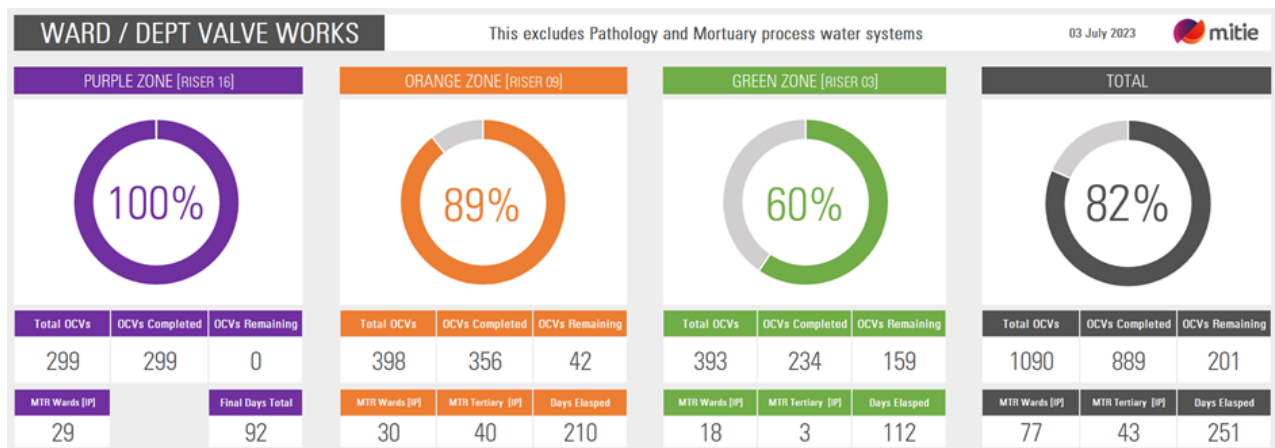 WARD / DEPT VALVE WORKS
This excludes Pathology and Mortuary process water systems
03 July 2023
mitie
PURPLE ZONE [RISER 16]
100%
Total OCVs OCVs Completed OCVs Remaining
299 299 0
MTR Wards [IP] Final Days Total
29 92
ORANGE ZONE [RISER 09]
89%
Total OCVs OCVs Completed OCVs Remaining
398 356 42
MTR Wards [IP] MTR Tertiary [IP] Days Elasped
30 40 210
GREEN ZONE [RISER 03]
60%
Total OCVs OCVs Completed OCVs Remaining
393 234 159
MTR Wards [IP] MTR Tertiary [IP] Days Elasped
18 3 112
TOTAL
82%
Total OCVs OCVs Completed OCVs Remaining
1090 889 201
MTR Wards [IP] MTR Tertiary [IP] Days Elasped
77 43 251